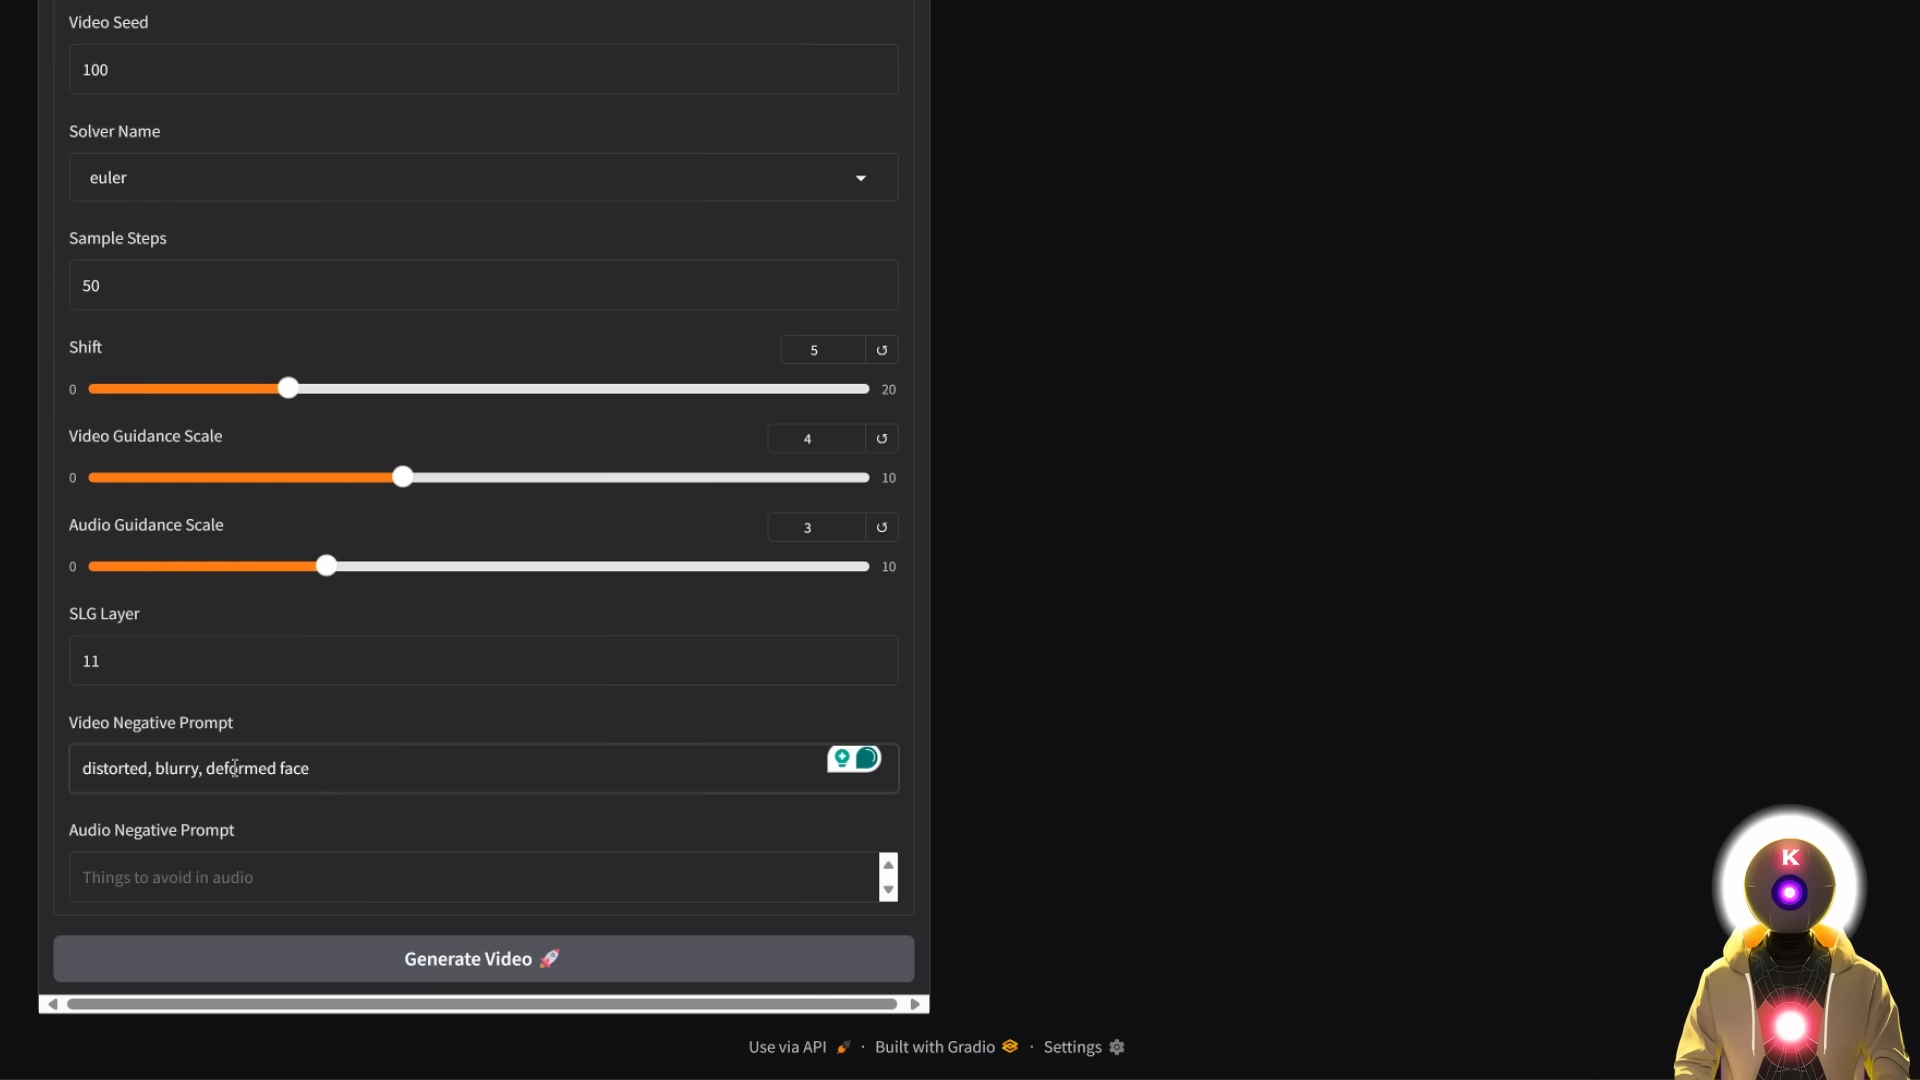 Video Seed
100
Solver Name
euler
Sample Steps
50
Shift
5
0
20
Video Guidance Scale
4
0
10
Audio Guidance Scale
3
0
10
SLG Layer
11
Video Negative Prompt
distorted, blurry, deformed face
Audio Negative Prompt
Things to avoid in audio
Generate Video 🚀
Use via API · Built with Gradio · Settings
K